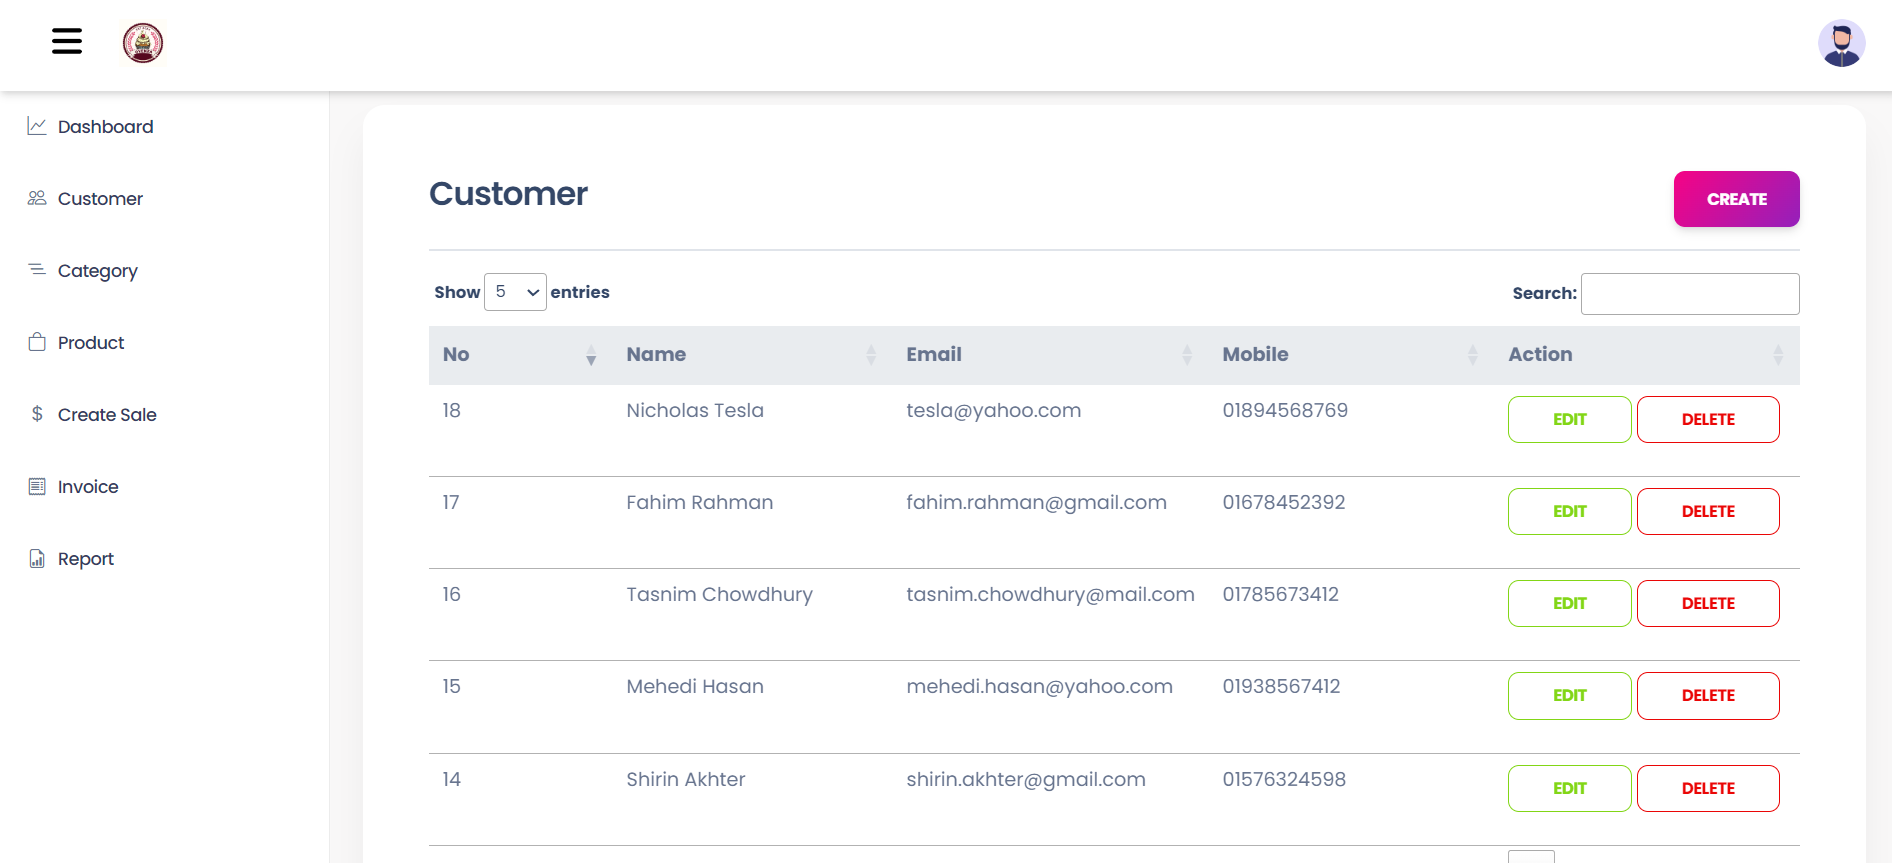 Dashboard
Customer
Category
Product
Create Sale
Invoice
Report
Customer
CREATE
Show 5 entries
Search:
No Name Email Mobile Action
18 Nicholas Tesla tesla@yahoo.com 01894568769 EDIT DELETE
17 Fahim Rahman fahim.rahman@gmail.com 01678452392 EDIT DELETE
16 Tasnim Chowdhury tasnim.chowdhury@mail.com 01785673412 EDIT DELETE
15 Mehedi Hasan mehedi.hasan@yahoo.com 01938567412 EDIT DELETE
14 Shirin Akhter shirin.akhter@gmail.com 01576324598 EDIT DELETE